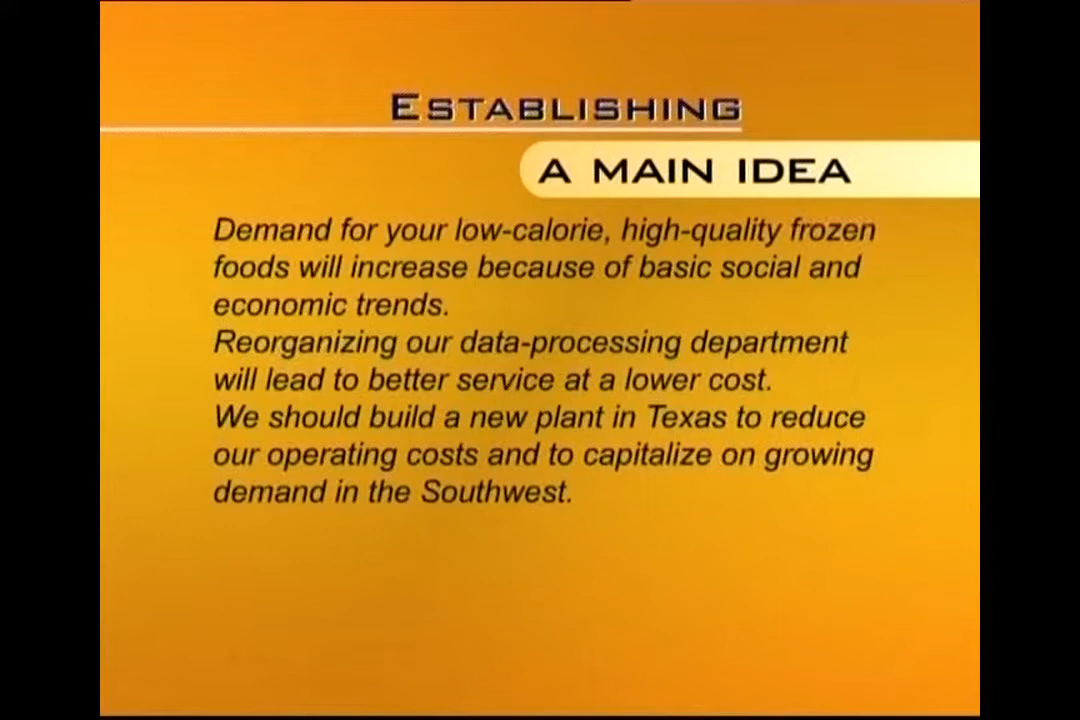 ESTABLISHING
A MAIN IDEA
Demand for your low-calorie, high-quality frozen
foods will increase because of basic social and
economic trends.
Reorganizing our data-processing department
will lead to better service at a lower cost.
We should build a new plant in Texas to reduce
our operating costs and to capitalize on growing
demand in the Southwest.